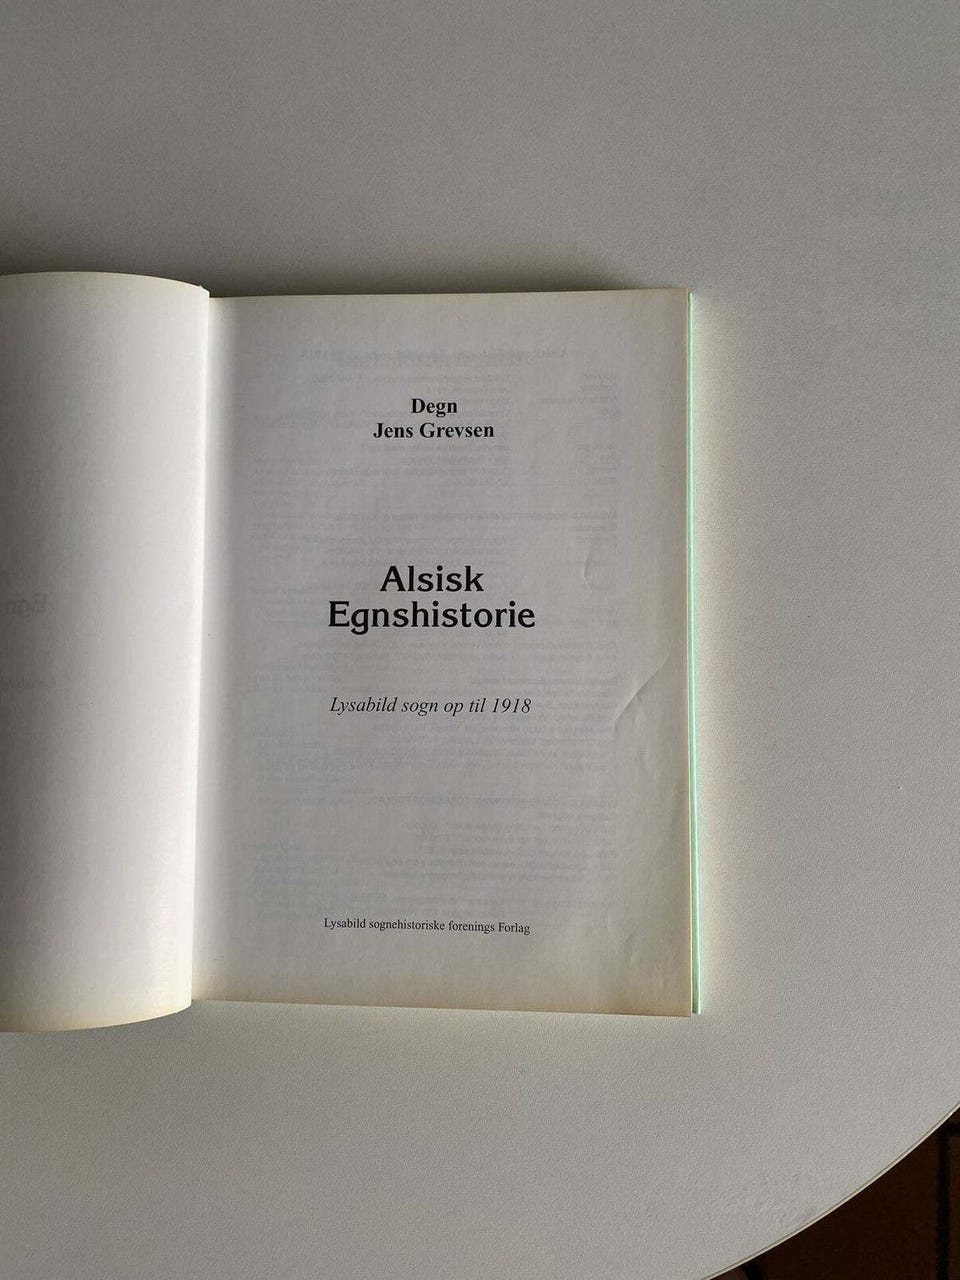 Degn
Jens Grevsen
Alsisk
Egnshistorie
Lysabild sogn op til 1918
Lysabild sognehistoriske forenings Forlag